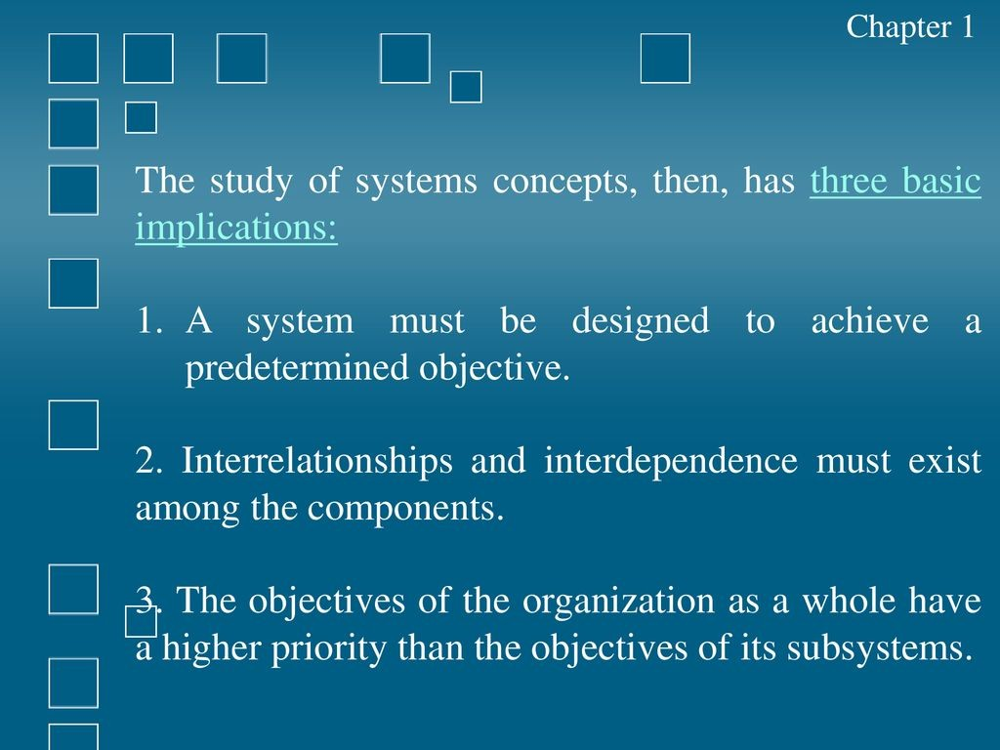 Chapter 1
The study of systems concepts, then, has three basic
implications:
1. A system must be designed to achieve a
predetermined objective.
2. Interrelationships and interdependence must exist
among the components.
3. The objectives of the organization as a whole have
a higher priority than the objectives of its subsystems.